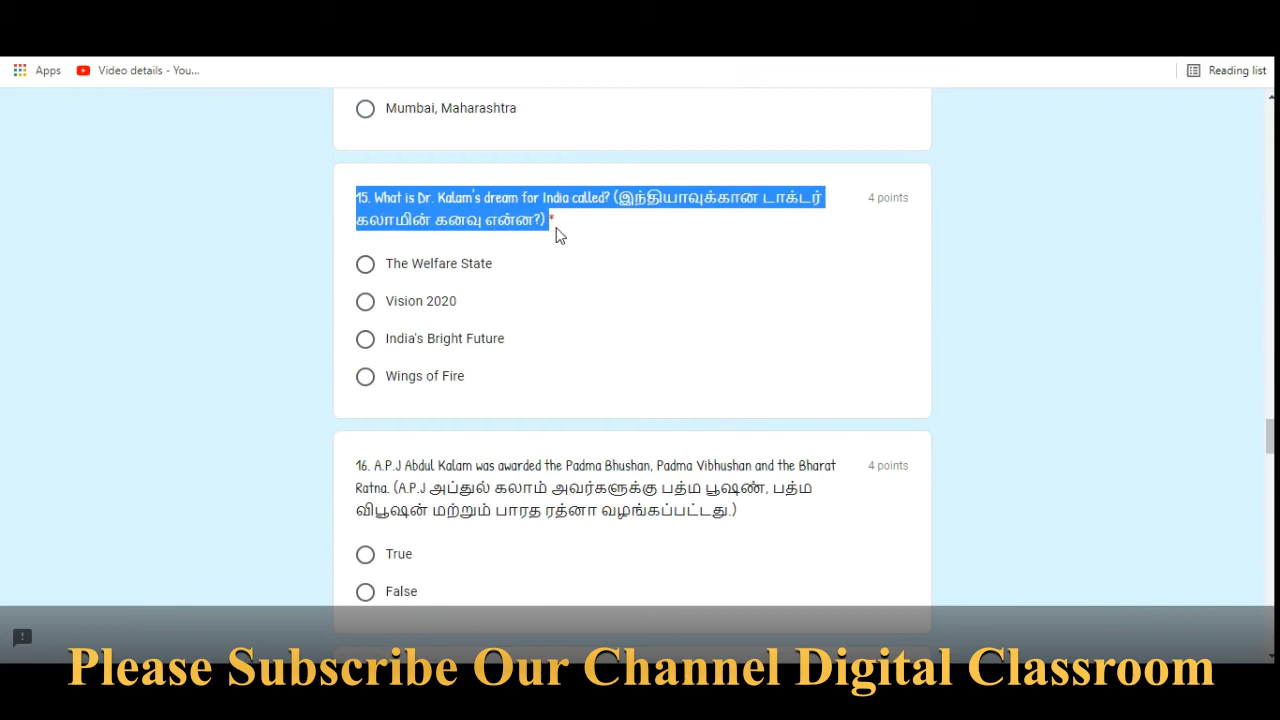 Apps Video details - You... Reading list
Mumbai, Maharashtra
15. What is Dr. Kalam's dream for India called? (இந்தியாவுக்கான டாக்டர் 4 points
கலாமின் கனவு என்ன?) *
The Welfare State
Vision 2020
India's Bright Future
Wings of Fire
16. A.P.J Abdul Kalam was awarded the Padma Bhushan, Padma Vibhushan and the Bharat 4 points
Ratna. (A.P.J அப்துல் கலாம் அவர்களுக்கு பத்ம பூஷண், பத்ம
விபூஷன் மற்றும் பாரத ரத்னா வழங்கப்பட்டது.)
True
False
Please Subscribe Our Channel Digital Classroom